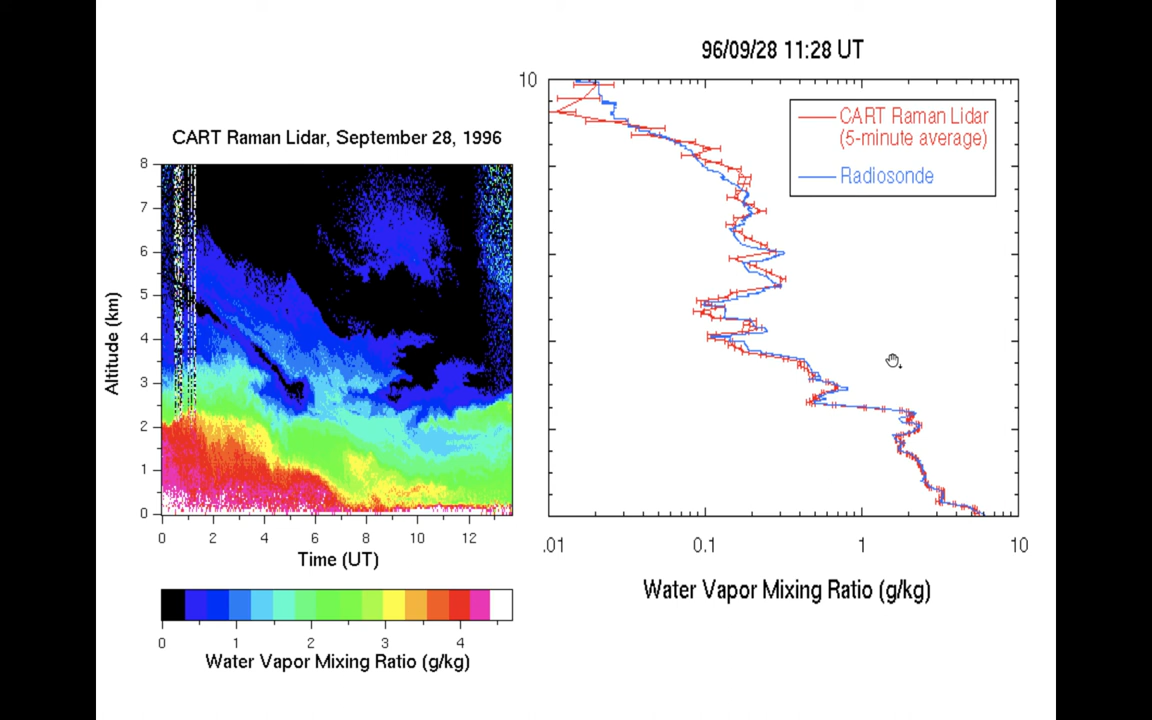 96/09/28 11:28 UT
CART Raman Lidar, September 28, 1996
8
7
6
5
4
3
2
1
0
Altitude (km)
0 2 4 6 8 10 12
Time (UT)
0 1 2 3 4
Water Vapor Mixing Ratio (g/kg)
10
CART Raman Lidar
(5-minute average)
Radiosonde
.01 0.1 1 10
Water Vapor Mixing Ratio (g/kg)